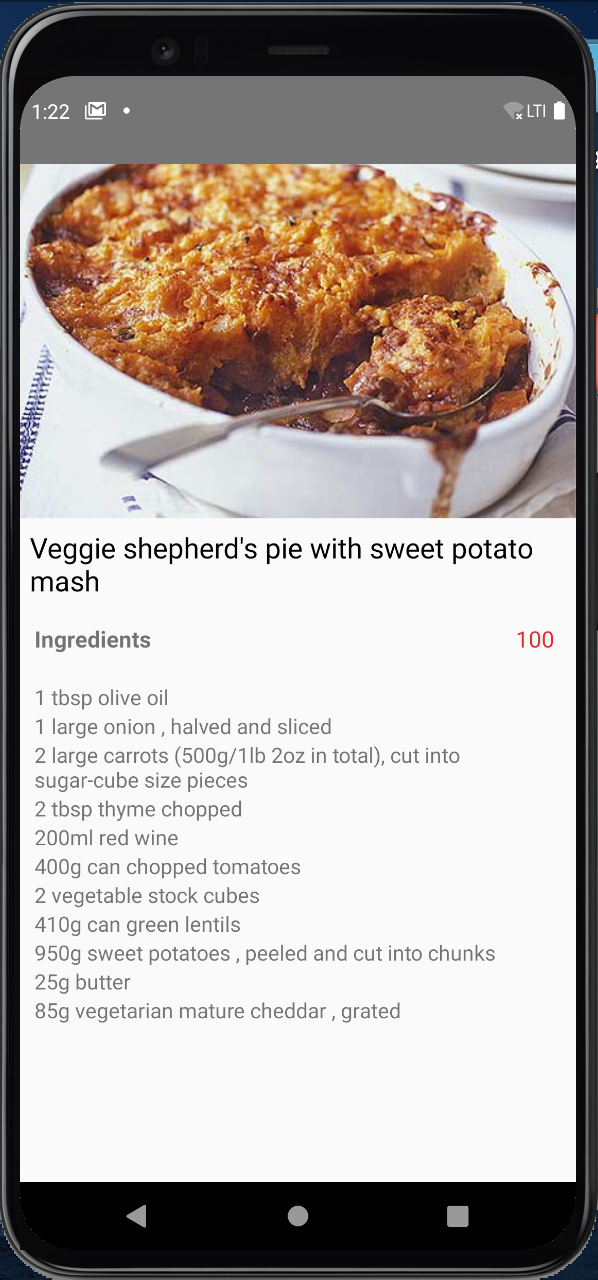 1:22 LTI
Veggie shepherd's pie with sweet potato
mash
Ingredients 100
1 tbsp olive oil
1 large onion , halved and sliced
2 large carrots (500g/1lb 2oz in total), cut into
sugar-cube size pieces
2 tbsp thyme chopped
200ml red wine
400g can chopped tomatoes
2 vegetable stock cubes
410g can green lentils
950g sweet potatoes , peeled and cut into chunks
25g butter
85g vegetarian mature cheddar , grated